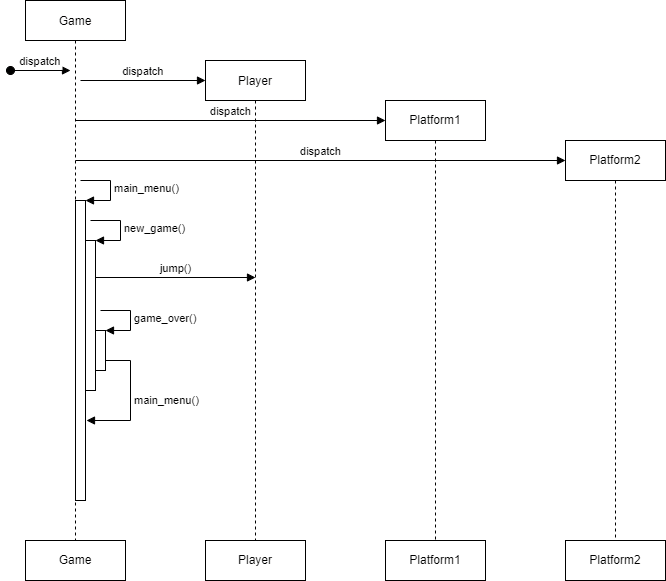 Game
dispatch
dispatch
Player
dispatch
Platform1
dispatch
Platform2
main_menu()
new_game()
jump()
game_over()
main_menu()
Game
Player
Platform1
Platform2